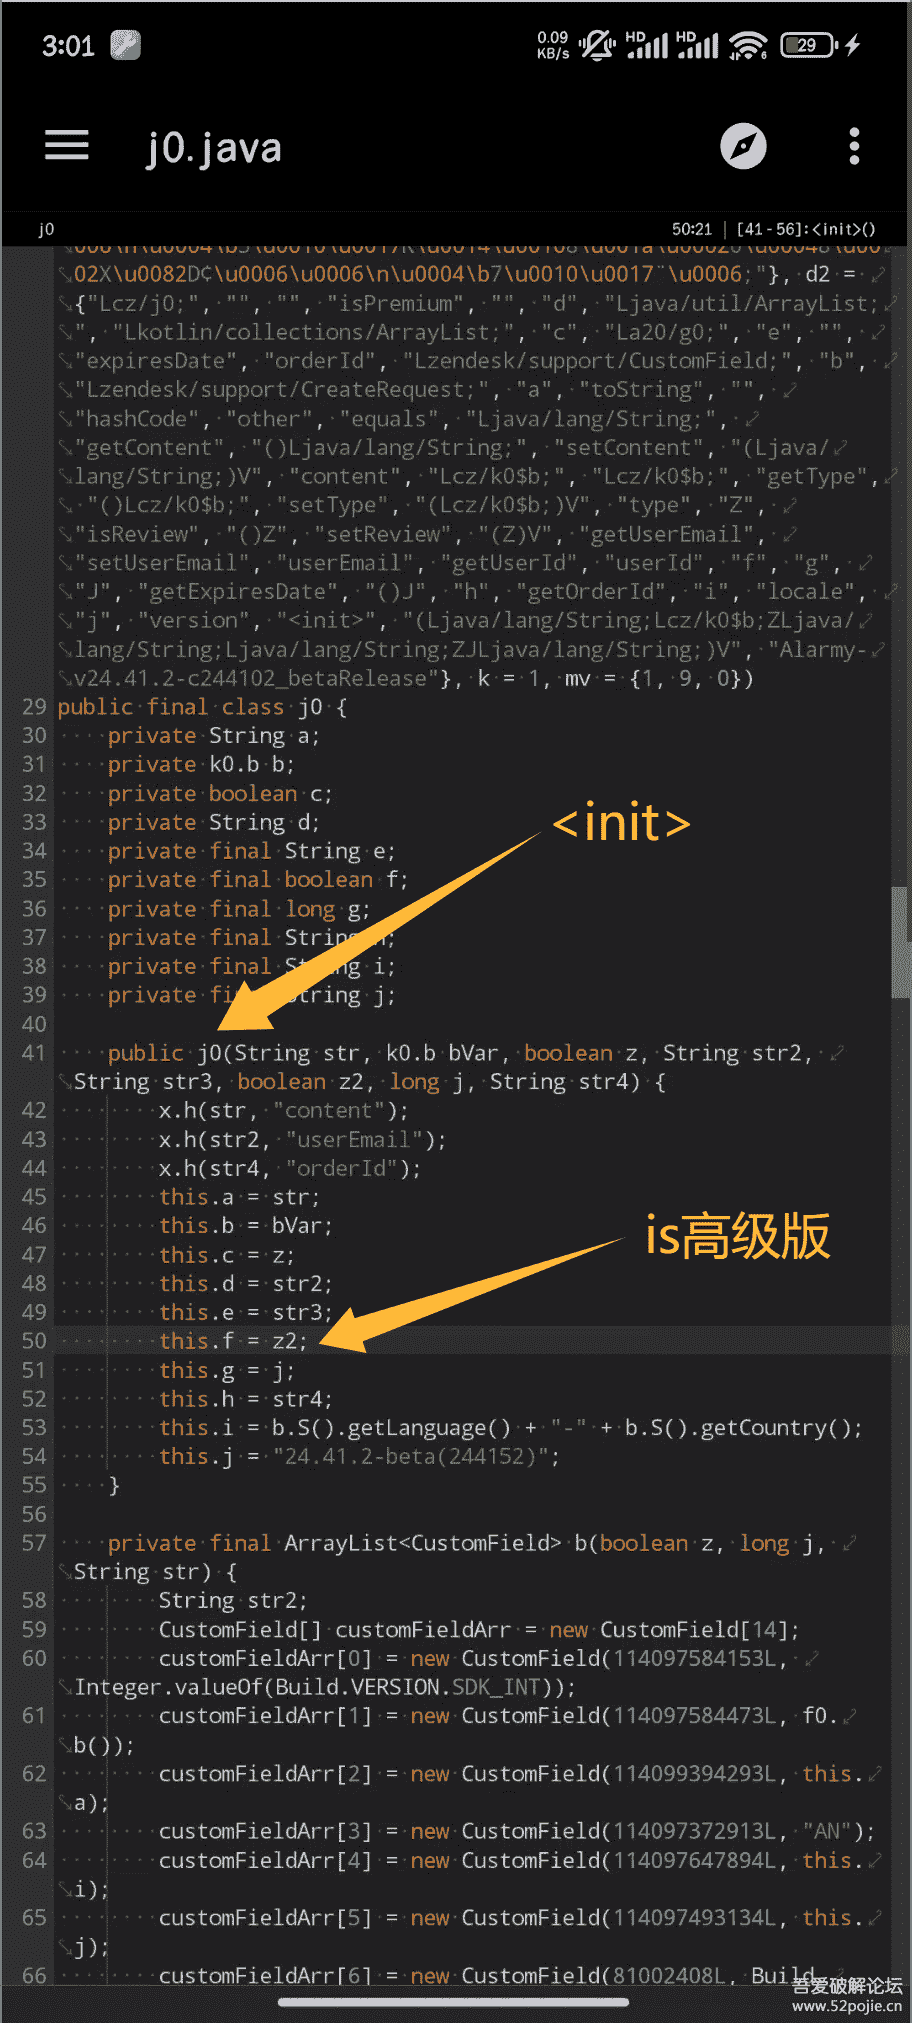 3:01
0.09 KB/s HD HD 6 29
j0.java
j0
50:21 | [41-56]:<init>()
02X\u0082D¢\u0006\u0006\n\u0004\b7\u0010\u0017¨\u0006;"}, d2 =
{"Lcz/j0;", "", "", "isPremium", "", "d", "Ljava/util/ArrayList;
", "Lkotlin/collections/ArrayList;", "c", "La20/g0;", "e", "",
"expiresDate", "orderId", "Lzendesk/support/CustomField;", "b",
"Lzendesk/support/CreateRequest;", "a", "toString", "",
"hashCode", "other", "equals", "Ljava/lang/String;",
"getContent", "()Ljava/lang/String;", "setContent", "(Ljava/
lang/String;)V", "content", "Lcz/k0$b;", "Lcz/k0$b;", "getType",
"()Lcz/k0$b;", "setType", "(Lcz/k0$b;)V", "type", "Z",
"isReview", "()Z", "setReview", "(Z)V", "getUserEmail",
"setUserEmail", "userEmail", "getUserId", "userId", "f", "g",
"J", "getExpiresDate", "()J", "h", "getOrderId", "i", "locale",
"j", "version", "<init>", "(Ljava/lang/String;Lcz/k0$b;ZLjava/
lang/String;Ljava/lang/String;ZJLjava/lang/String;)V", "Alarmy-
v24.41.2-c244102_betaRelease"}, k = 1, mv = {1, 9, 0})
29 public final class j0 {
30 private String a;
31 private k0.b b;
32 private boolean c;
33 private String d;
<init>
34 private final String e;
35 private final boolean f;
36 private final long g;
37 private final String h;
38 private final String i;
39 private final String j;
40
41 public j0(String str, k0.b bVar, boolean z, String str2,
String str3, boolean z2, long j, String str4) {
42 x.h(str, "content");
43 x.h(str2, "userEmail");
44 x.h(str4, "orderId");
45 this.a = str;
46 this.b = bVar;
is高级版
47 this.c = z;
48 this.d = str2;
49 this.e = str3;
50 this.f = z2;
51 this.g = j;
52 this.h = str4;
53 this.i = b.S().getLanguage() + "-" + b.S().getCountry();
54 this.j = "24.41.2-beta(244152)";
55 }
56
57 private final ArrayList<CustomField> b(boolean z, long j,
String str) {
58 String str2;
59 CustomField[] customFieldArr = new CustomField[14];
60 customFieldArr[0] = new CustomField(114097584153L,
Integer.valueOf(Build.VERSION.SDK_INT));
61 customFieldArr[1] = new CustomField(114097584473L, f0.
b());
62 customFieldArr[2] = new CustomField(114099394293L, this.
a);
63 customFieldArr[3] = new CustomField(114097372913L, "AN");
64 customFieldArr[4] = new CustomField(114097647894L, this.
i);
65 customFieldArr[5] = new CustomField(114097493134L, this.
j);
66 customFieldArr[6] = new CustomField(81002408L, Build.
吾爱破解论坛
www.52pojie.cn